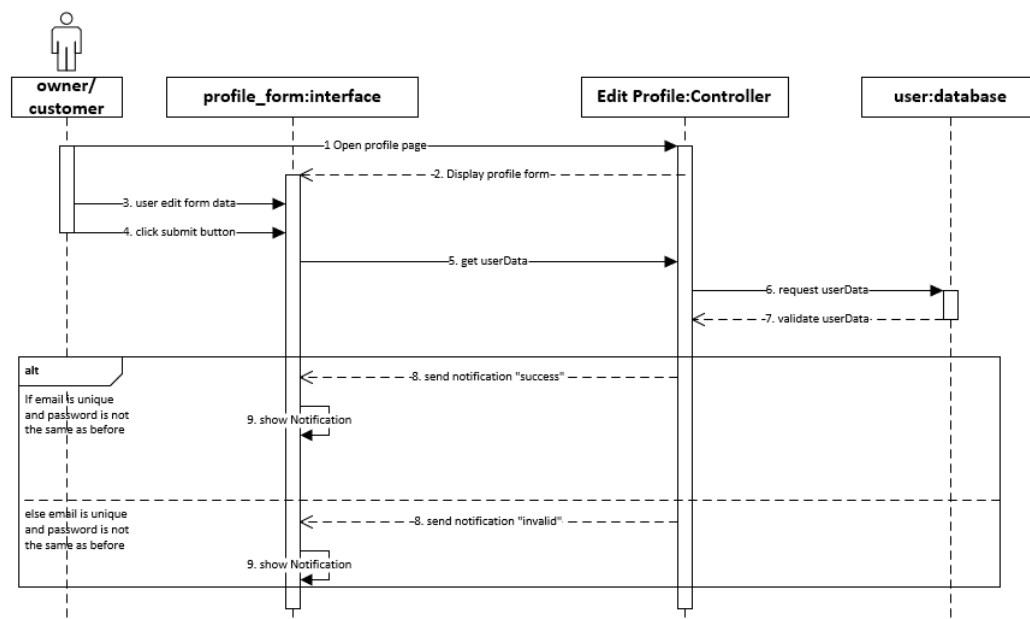 owner/
customer
profile_form:interface
Edit Profile:Controller
user:database
1 Open profile page
2. Display profile form
3. user edit form data
4. click submit button
5. get userData
6. request userData
7. validate userData
alt
If email is unique
and password is not
the same as before
8. send notification "success"
9. show Notification
else email is unique
and password is not
the same as before
8. send notification "invalid"
9. show Notification